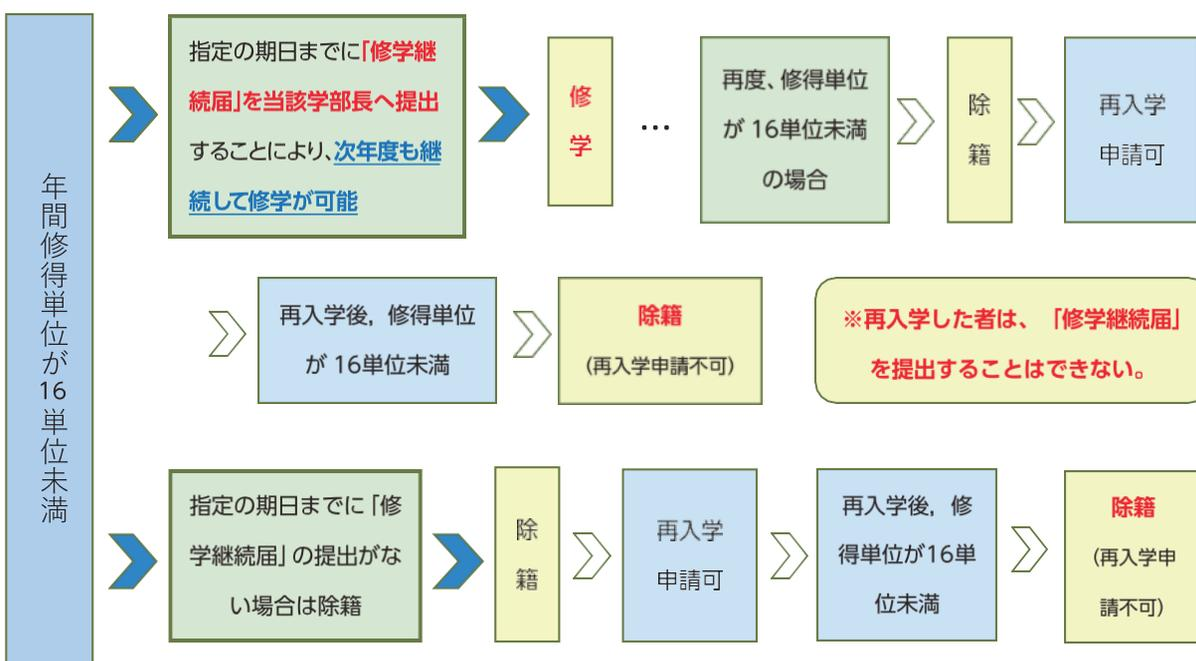 年間修得単位が16単位未満
指定の期日までに「修学継
続届」を当該学部長へ提出
することにより、次年度も継
続して修学が可能
修
学
…
再度、修得単位
が 16単位未満
の場合
除
籍
再入学
申請可
再入学後，修得単位
が 16単位未満
除籍
（再入学申請不可）
※再入学した者は、「修学継続届」
を提出することはできない。
指定の期日までに「修
学継続届」の提出がな
い場合は除籍
除
籍
再入学
申請可
再入学後，修
得単位が16単
位未満
除籍
（再入学申
請不可）